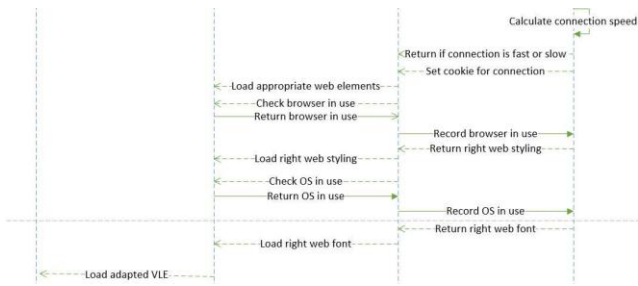 Calculate connection speed
Return if connection is fast or slow
Set cookie for connection
Load appropriate web elements
Check browser in use
Return browser in use
Record browser in use
Return right web styling
Load right web styling
Check OS in use
Return OS in use
Record OS in use
Return right web font
Load right web font
Load adapted VLE